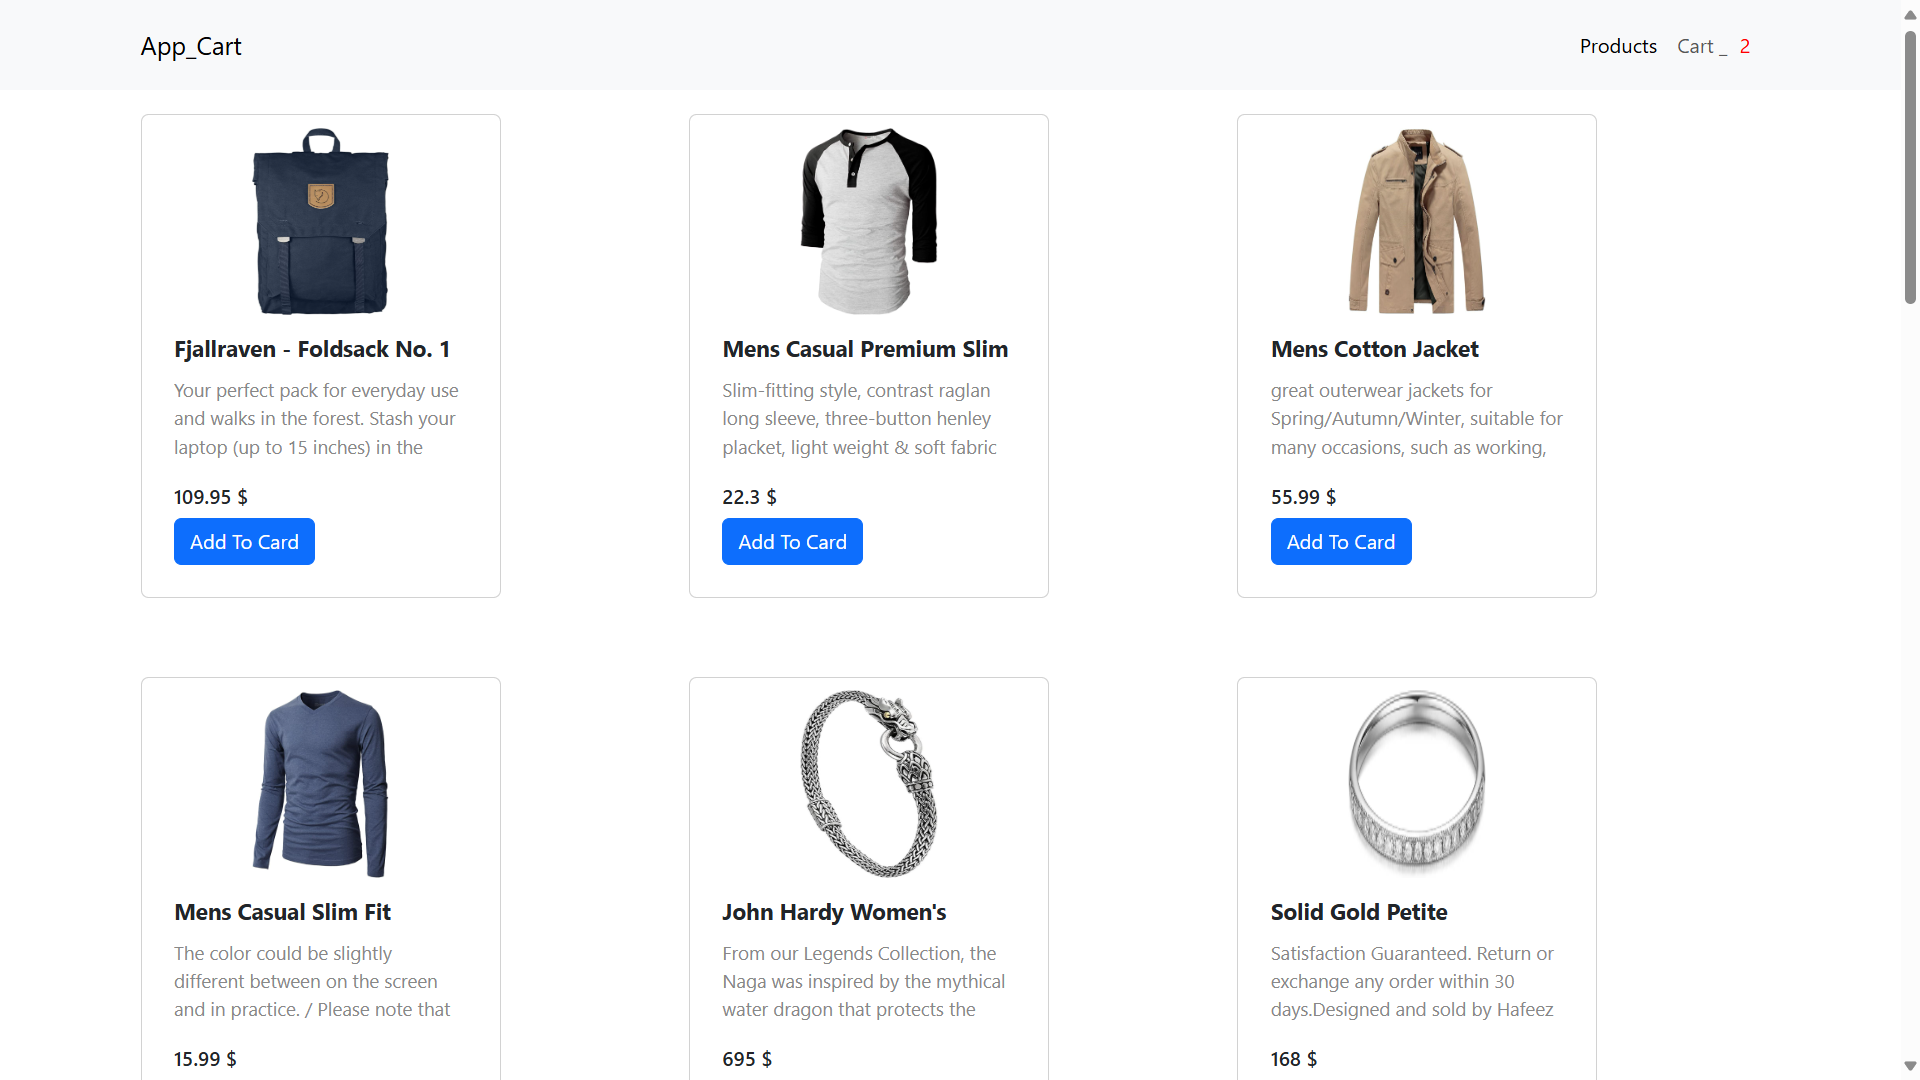 App_Cart
Products
Cart _ 2
Fjallraven - Foldsack No. 1
Your perfect pack for everyday use
and walks in the forest. Stash your
laptop (up to 15 inches) in the
109.95 $
Add To Card
Mens Casual Premium Slim
Slim-fitting style, contrast raglan
long sleeve, three-button henley
placket, light weight & soft fabric
22.3 $
Add To Card
Mens Cotton Jacket
great outerwear jackets for
Spring/Autumn/Winter, suitable for
many occasions, such as working,
55.99 $
Add To Card
Mens Casual Slim Fit
The color could be slightly
different between on the screen
and in practice. / Please note that
15.99 $
John Hardy Women's
From our Legends Collection, the
Naga was inspired by the mythical
water dragon that protects the
695 $
Solid Gold Petite
Satisfaction Guaranteed. Return or
exchange any order within 30
days.Designed and sold by Hafeez
168 $